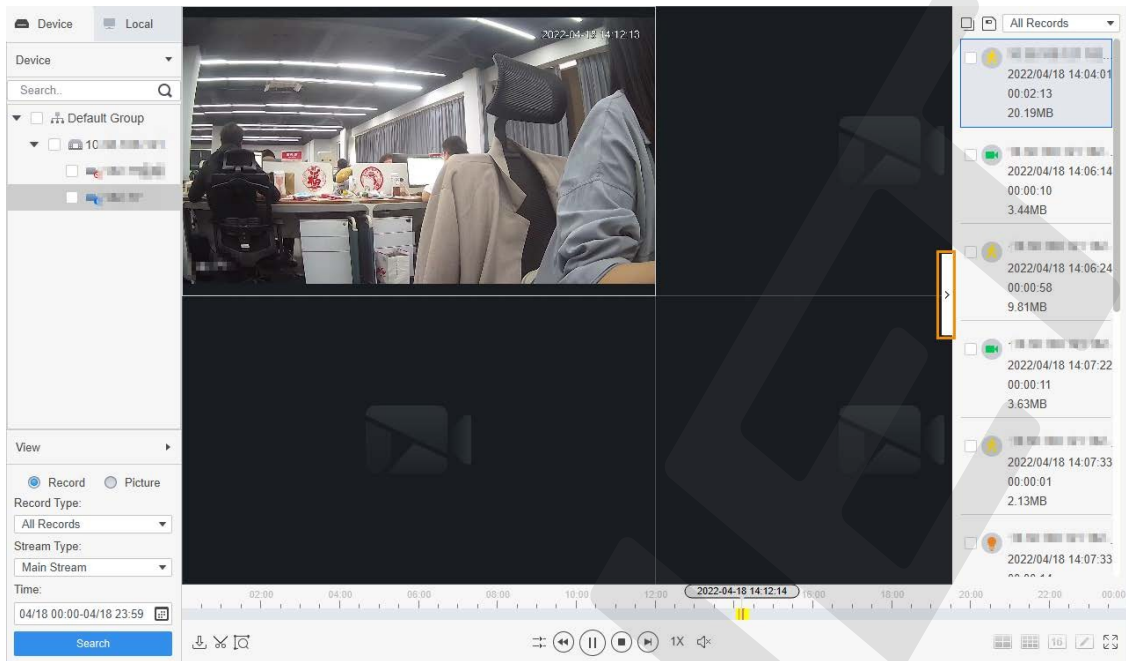 Device
Local
Device
Search..
Default Group
10
View
Record
Picture
Record Type:
All Records
Stream Type:
Main Stream
Time:
04/18 00:00-04/18 23:59
Search
2022-04-18 14:12:13
福
02:00 04:00 06:00 08:00 10:00 12:00 2022-04-18 14:12:14 16:00 18:00 20:00 22:00 00:00
1X
16
All Records
2022/04/18 14:04:01
00:02:13
20.19MB
2022/04/18 14:06:14
00:00:10
3.44MB
2022/04/18 14:06:24
00:00:58
9.81MB
2022/04/18 14:07:22
00:00:11
3.63MB
2022/04/18 14:07:33
00:00:01
2.13MB
2022/04/18 14:07:33